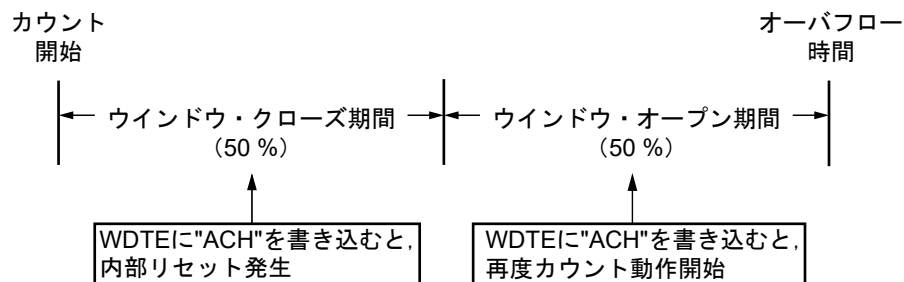 カウント
開始
オーバフロー
時間
ウインドウ・クローズ期間
（50 %）
ウインドウ・オープン期間
（50 %）
WDTEに"ACH"を書き込むと,
内部リセット発生
WDTEに"ACH"を書き込むと,
再度カウント動作開始